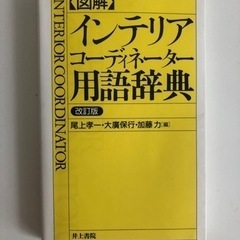 【図解】
インテリア
コーディネーター
用語辞典
改訂版
尾上孝一・大廣保行・加藤 力[編]
井上書院
INTERIOR COORDINATOR